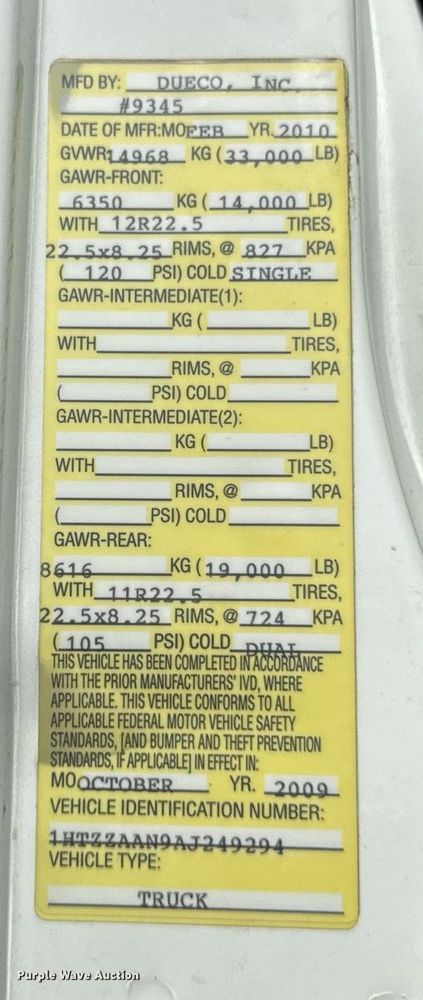 MFD BY: DUECO, INC.
#9345
DATE OF MFR:MO FEB YR. 2010
GVWR 14968 KG ( 33,000 LB)
GAWR-FRONT:
6350 KG ( 14,000 LB)
WITH 12R22.5 TIRES,
22.5x8.25 RIMS, @ 827 KPA
( 120 PSI) COLD SINGLE
GAWR-INTERMEDIATE(1):
KG ( LB)
WITH TIRES,
RIMS, @ KPA
( PSI) COLD
GAWR-INTERMEDIATE(2):
KG ( LB)
WITH TIRES,
RIMS, @ KPA
( PSI) COLD
GAWR-REAR:
8616 KG ( 19,000 LB)
WITH 11R22.5 TIRES,
22.5x8.25 RIMS, @ 724 KPA
( 105 PSI) COLD DUAL
THIS VEHICLE HAS BEEN COMPLETED IN ACCORDANCE
WITH THE PRIOR MANUFACTURERS' IVD, WHERE
APPLICABLE. THIS VEHICLE CONFORMS TO ALL
APPLICABLE FEDERAL MOTOR VEHICLE SAFETY
STANDARDS, [AND BUMPER AND THEFT PREVENTION
STANDARDS, IF APPLICABLE] IN EFFECT IN:
MO OCTOBER YR. 2009
VEHICLE IDENTIFICATION NUMBER:
1HTZZAAN9AJ249294
VEHICLE TYPE:
TRUCK
Purple Wave Auction